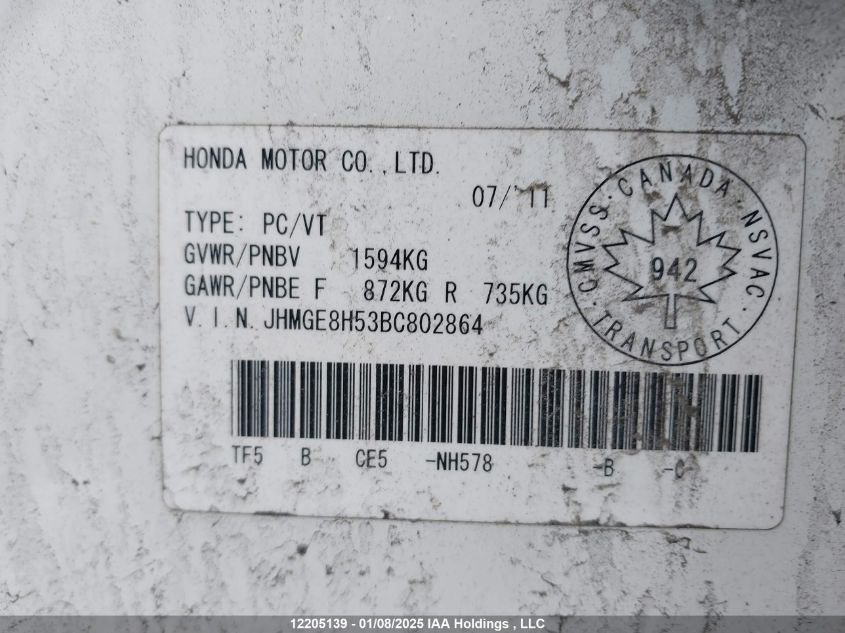 HONDA MOTOR CO.,LTD.
07/'11
TYPE: PC/VT
GVWR/PNBV 1594KG
GAWR/PNBE F 872KG R 735KG
V.I.N. JHMGE8H53BC802864
CMVSS · CANADA · NSVAC · TRANSPORT ·
942
TF5 B CE5 -NH578 -B -C
12205139 - 01/08/2025 IAA Holdings , LLC